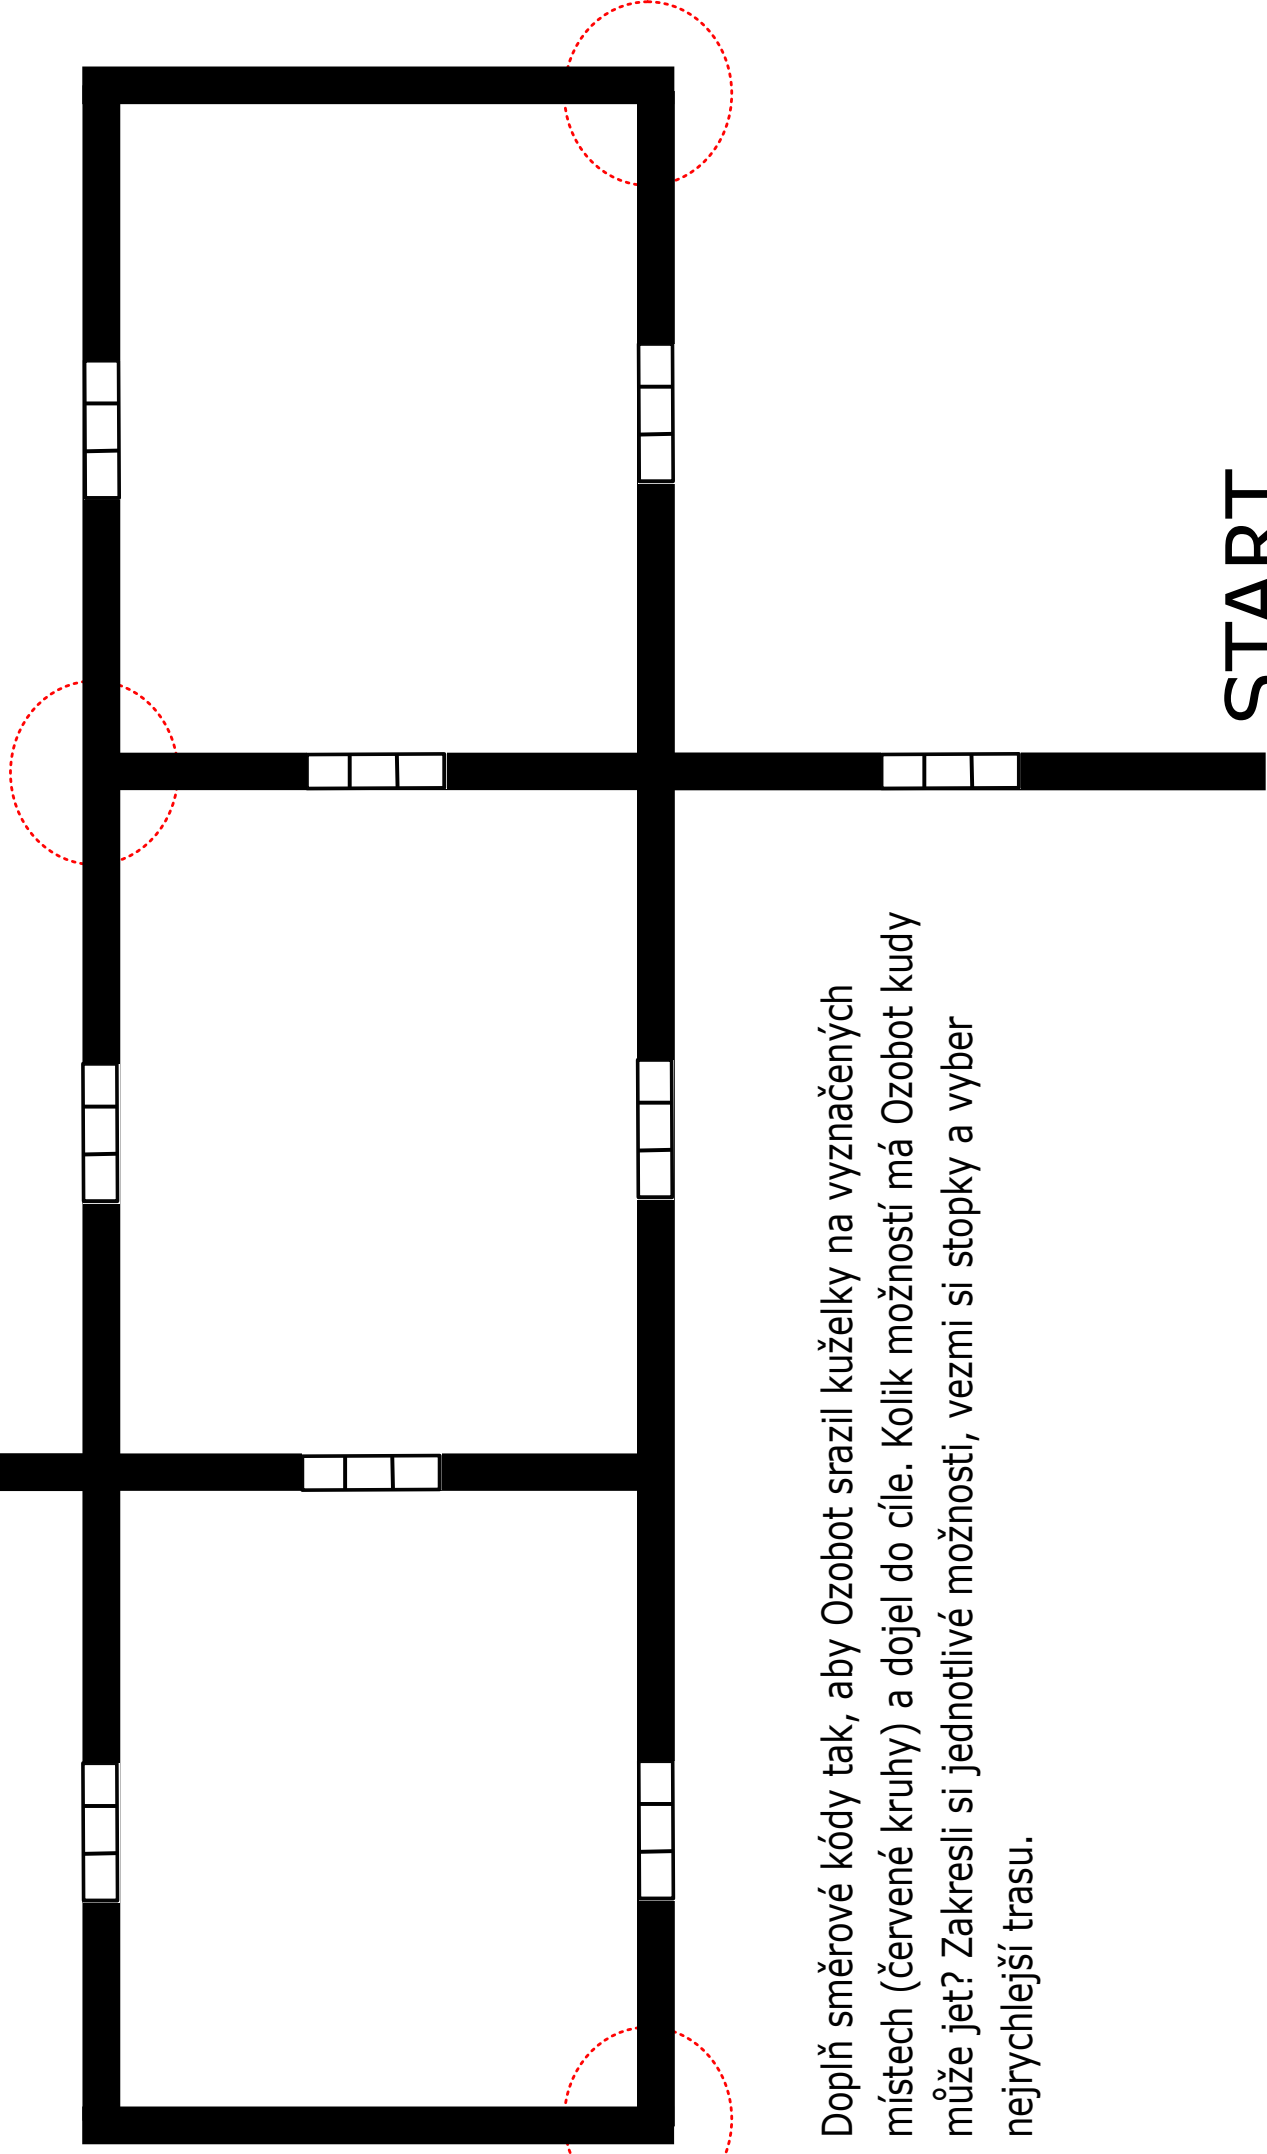 START
Doplň směrové kódy tak, aby Ozobot srazil kuželky na vyznačených
místech (červené kruhy) a dojel do cíle. Kolik možností má Ozobot kudy
může jet? Zakresli si jednotlivé možnosti, vezmi si stopky a vyber
nejrychlejší trasu.